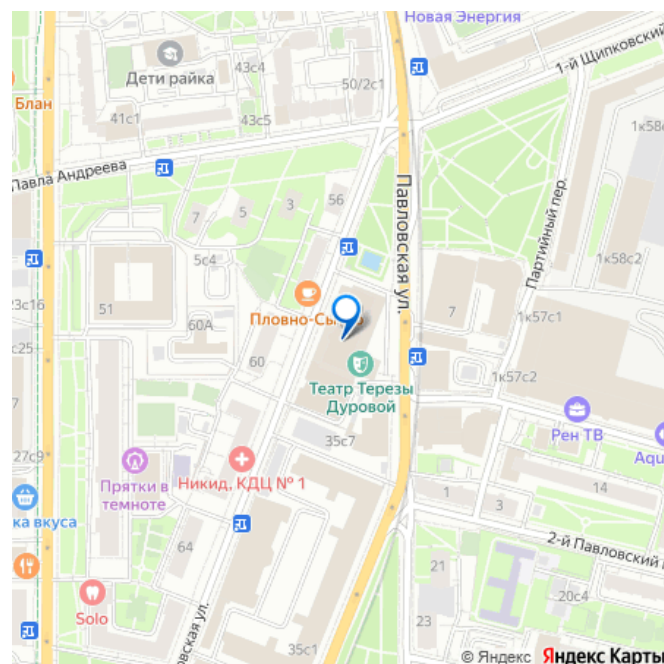 Новая Энергия
1-й Щипковский
Дети райка
43с4
50/2с1
Блан
41с1
43с5
1к58с1
Павла Андреева
56
Павловская ул.
Партийный пер.
7
5
3
5с4
1к58с2
23с16
51
Пловно-Сы
60А
7
1к57с1
с25
60
1к57с2
Театр Терезы
Дуровой
35с7
Рен ТВ
Aqu
27с9
Никид, КДЦ № 1
Прятки в
темноте
1
3
14
ка вкуса
64
2-й Павловский
21
20с4
Solo
23
овская ул.
35с1
© Яндекс Яндекс Карты